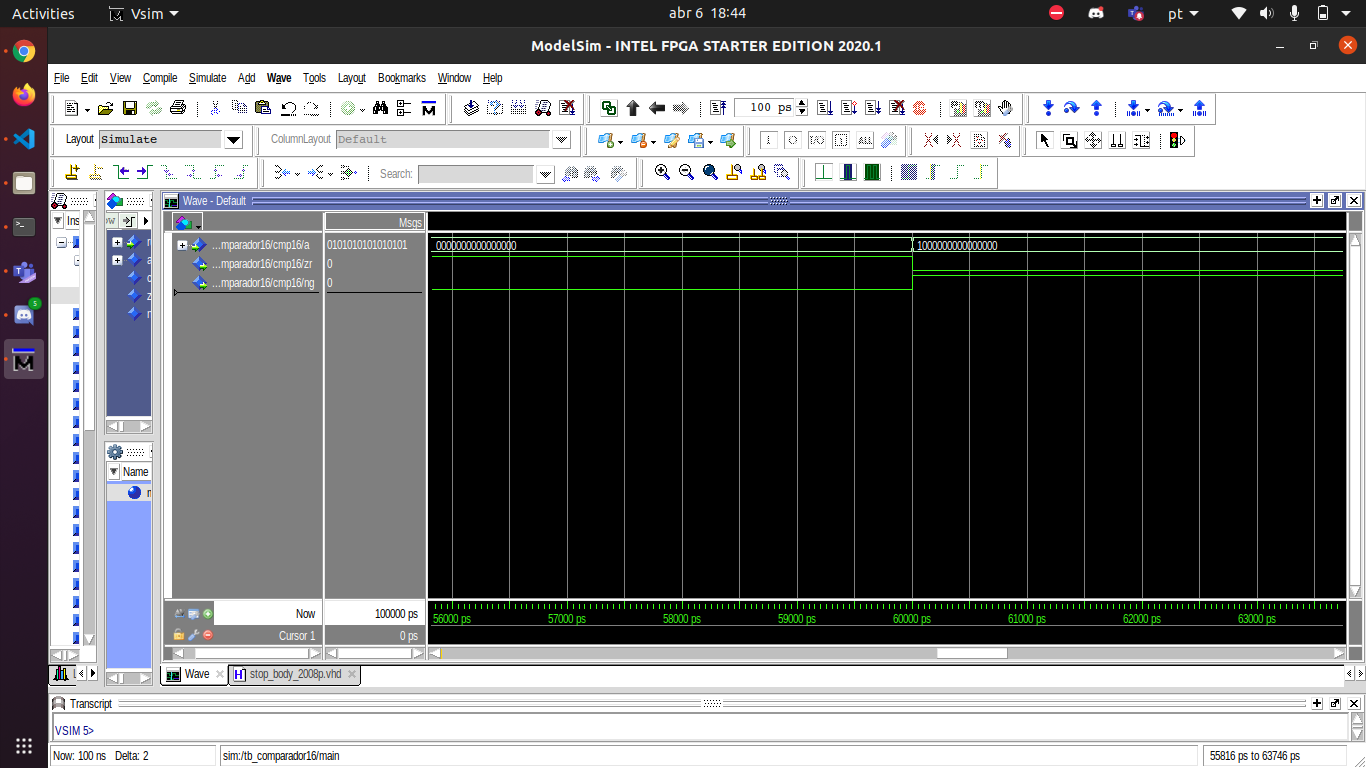 Activities Vsim abr 6 18:44 pt
ModelSim - INTEL FPGA STARTER EDITION 2020.1
File Edit View Compile Simulate Add Wave Tools Layout Bookmarks Window Help
100 ps
Layout Simulate ColumnLayout Default
Search:
Wave - Default
Ins
Msgs
...mparador16/cmp16/a 0101010101010101 0000000000000000 1000000000000000
...mparador16/cmp16/zr 0
...mparador16/cmp16/ng 0
Name
Now 100000 ps 56000 ps 57000 ps 58000 ps 59000 ps 60000 ps 61000 ps 62000 ps 63000 ps
Cursor 1 0 ps
Wave stop_body_2008p.vhd
Transcript
VSIM 5>
Now: 100 ns Delta: 2 sim:/tb_comparador16/main 55816 ps to 63746 ps